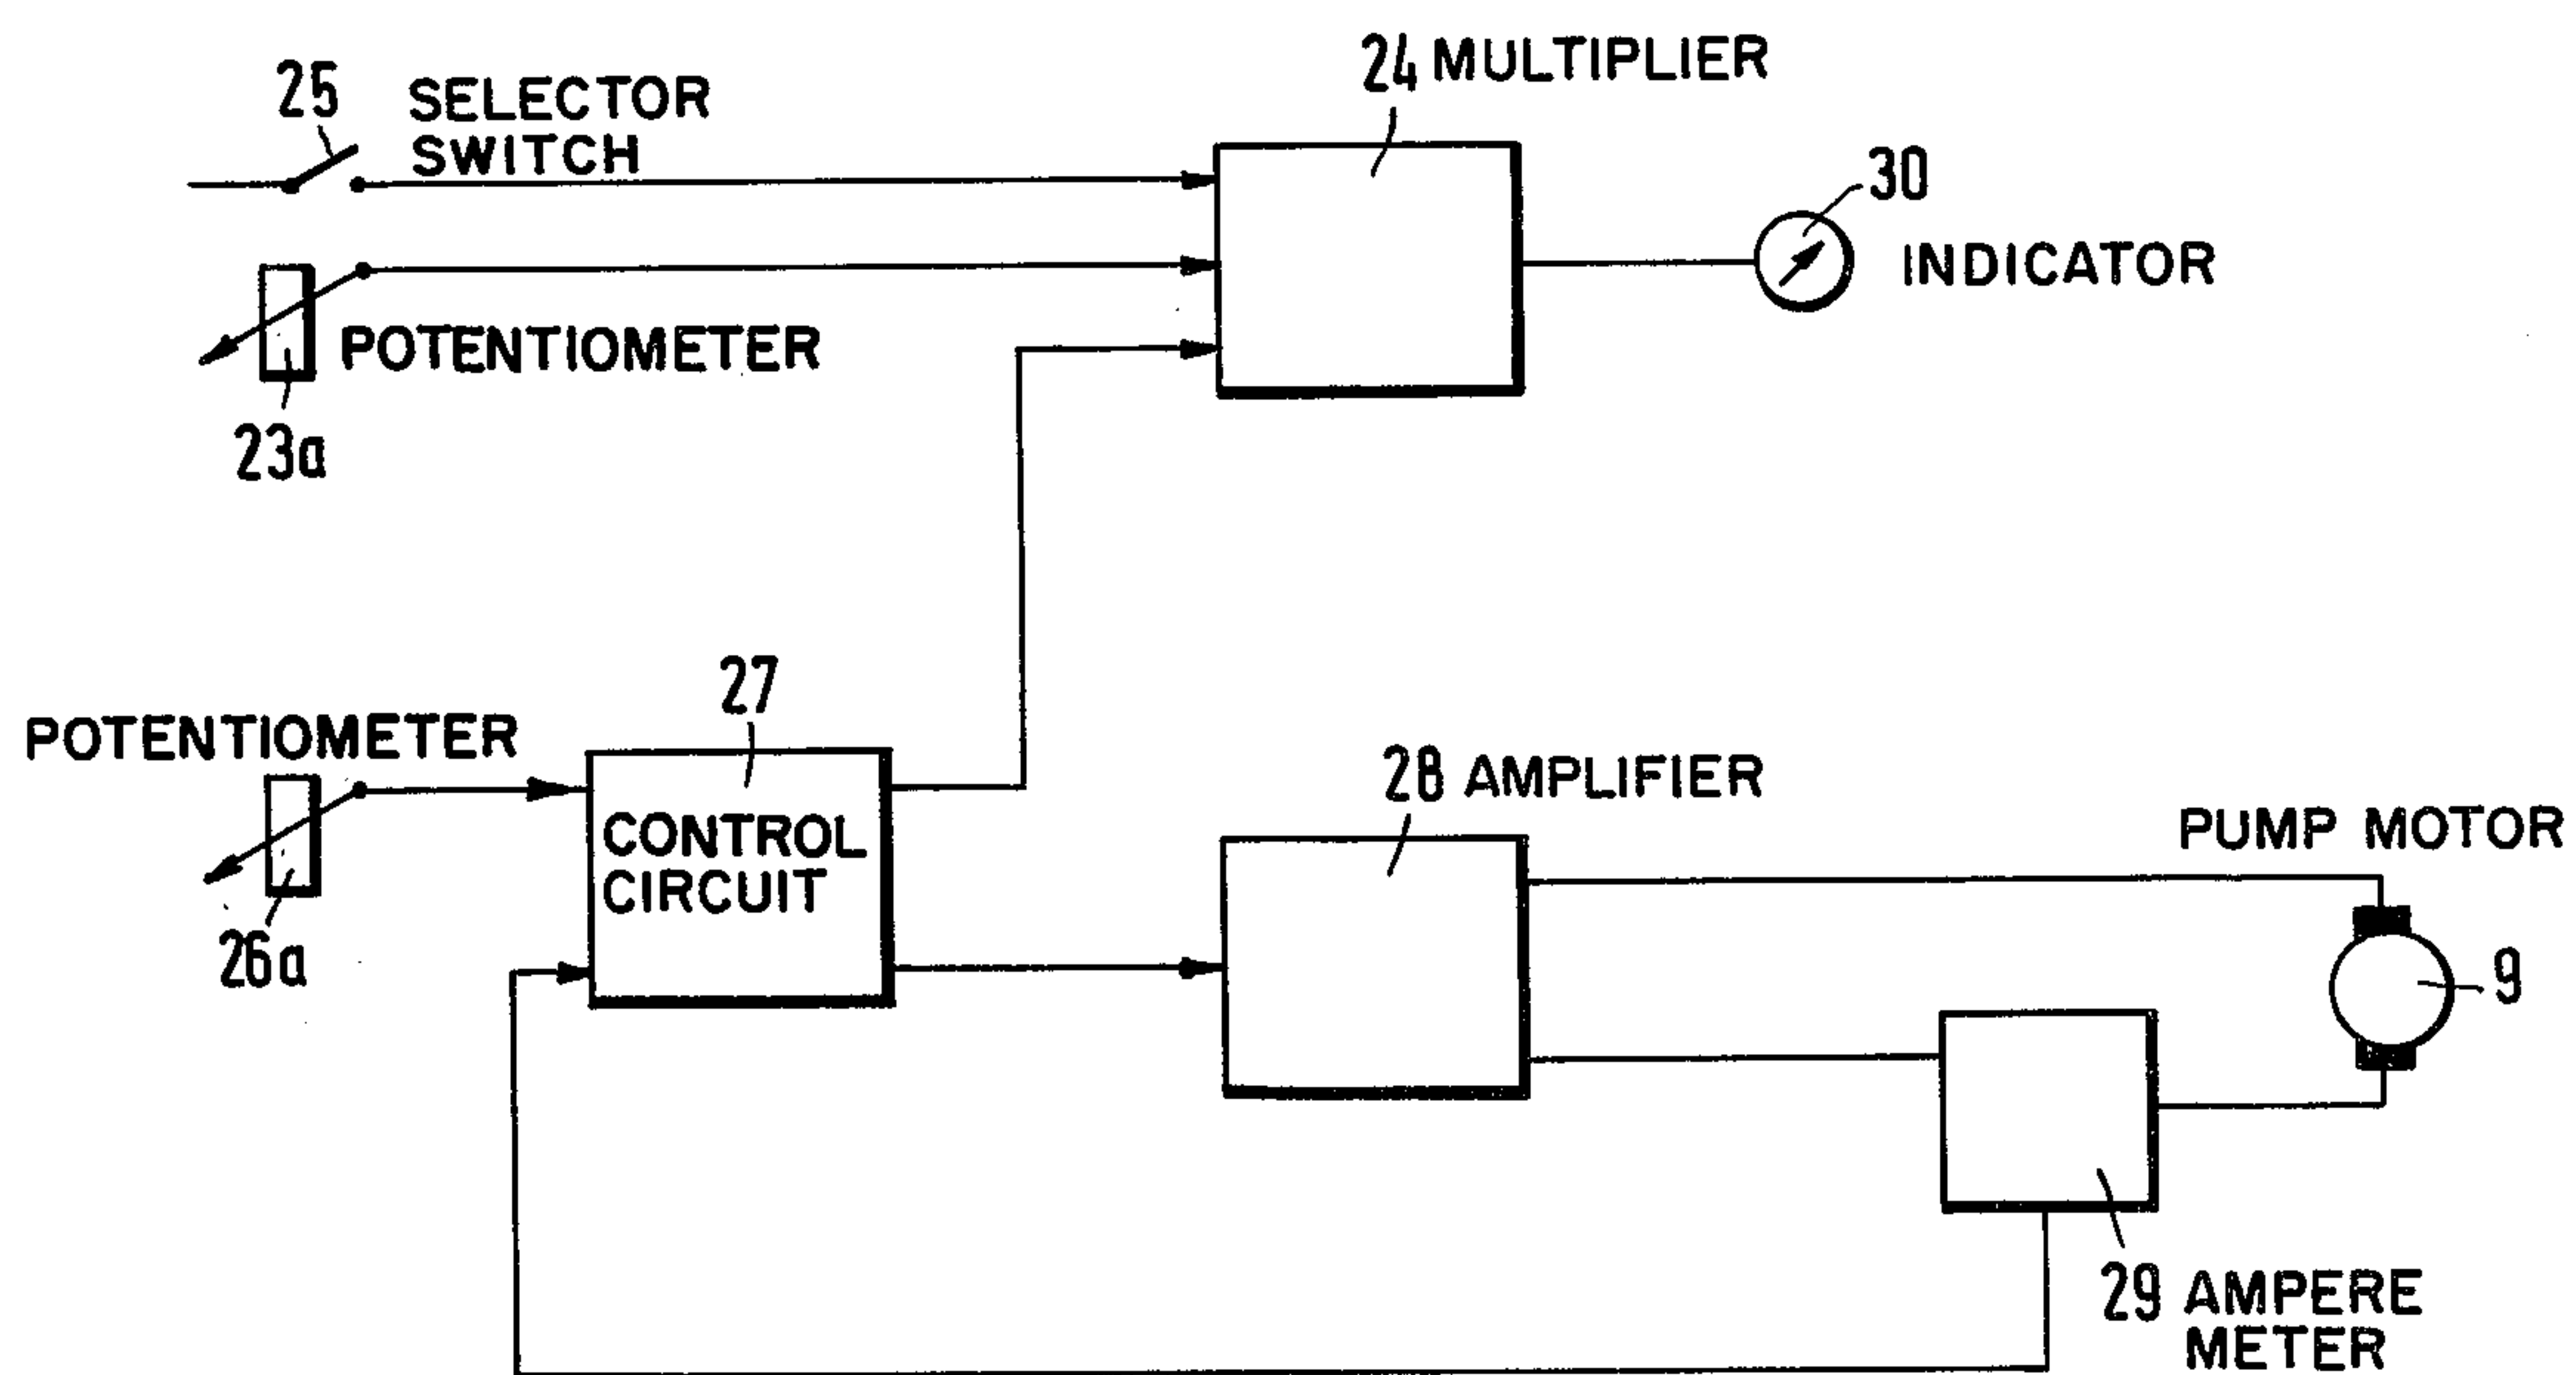 24 MULTIPLIER
25 SELECTOR
SWITCH
30
INDICATOR
POTENTIOMETER
23a
27
POTENTIOMETER
28 AMPLIFIER
PUMP MOTOR
CONTROL
CIRCUIT
26a
9
29 AMPERE
METER